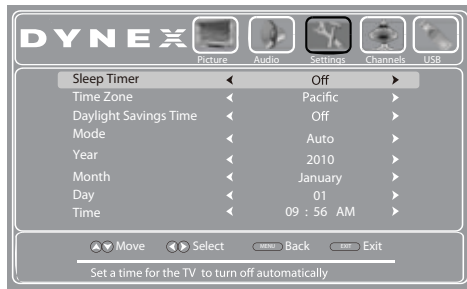 DYNEX
Picture Audio Settings Channels USB
Sleep Timer Off
Time Zone Pacific
Daylight Savings Time Off
Mode Auto
Year 2010
Month January
Day 01
Time 09 : 56 AM
Move Select MENU Back EXIT Exit
Set a time for the TV to turn off automatically